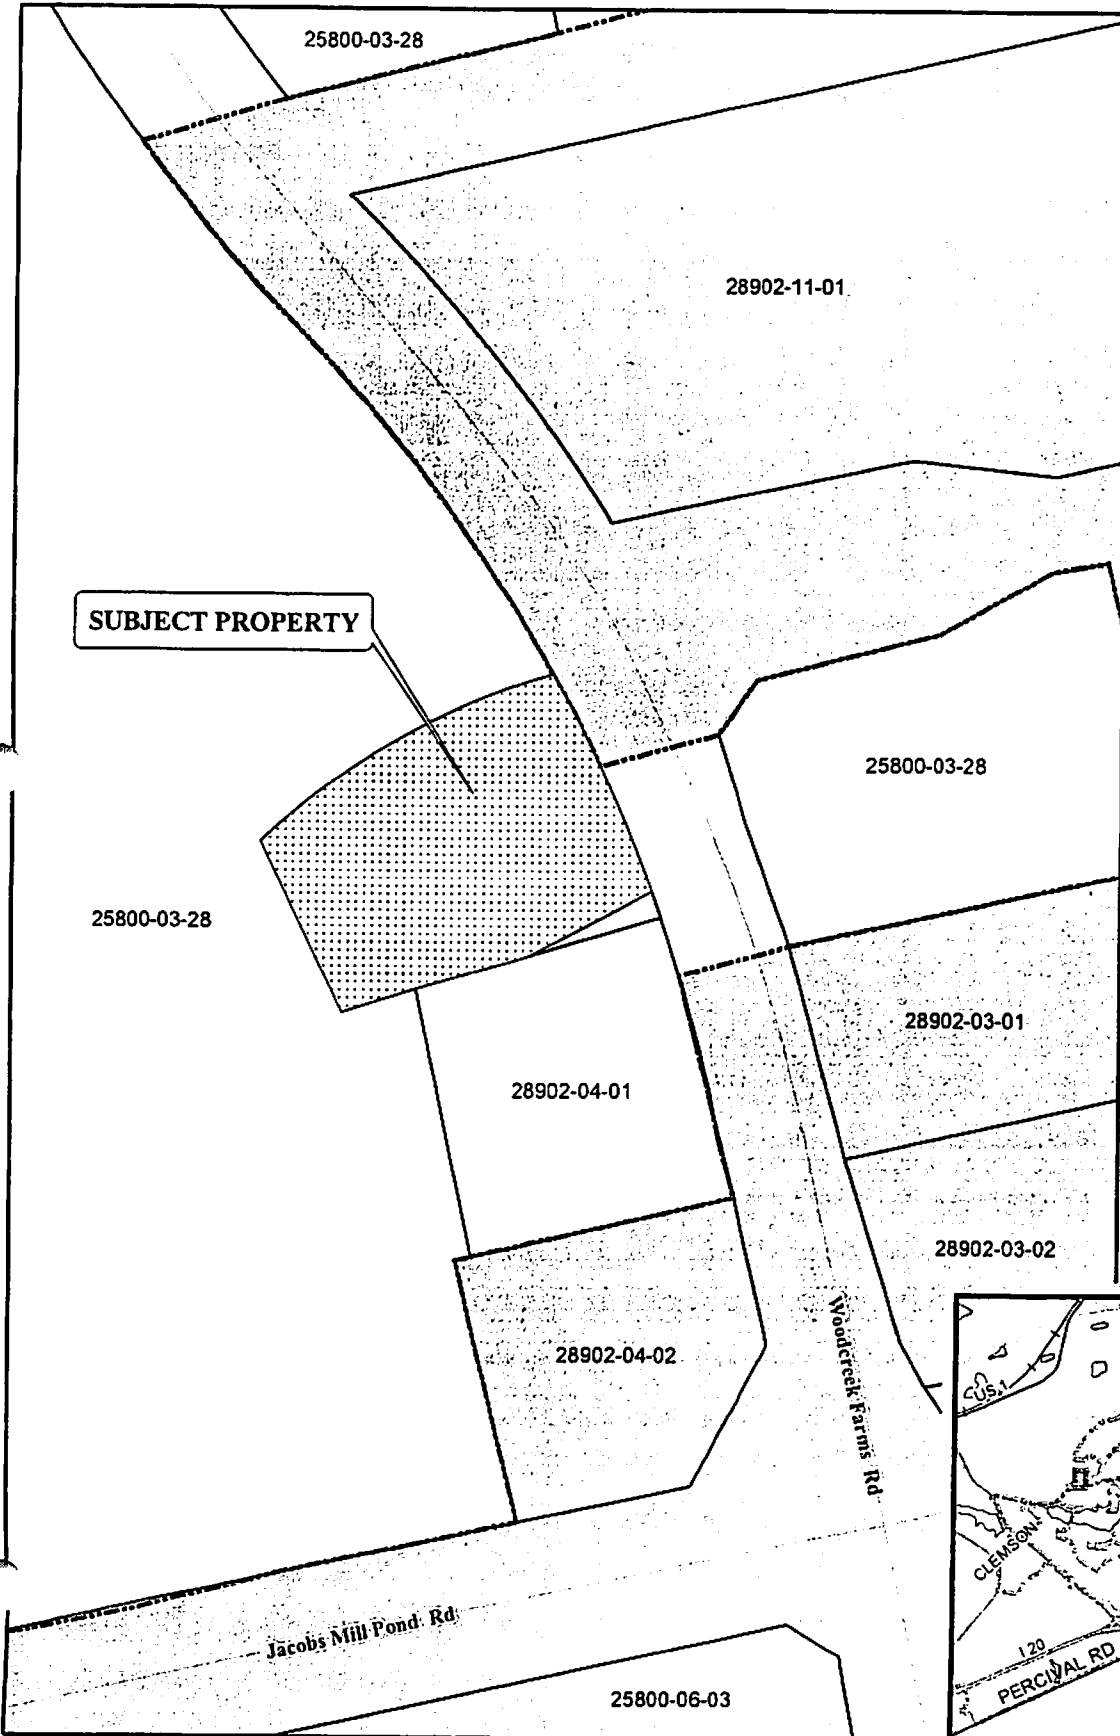 25800-03-28
28902-11-01
SUBJECT PROPERTY
25800-03-28
25800-03-28
28902-03-01
28902-04-01
28902-03-02
28902-04-02
Woodcreek Farms Rd
US 1
CLEMSON
Jacobs Mill Pond Rd
I 20
PERCIVAL RD
25800-06-03